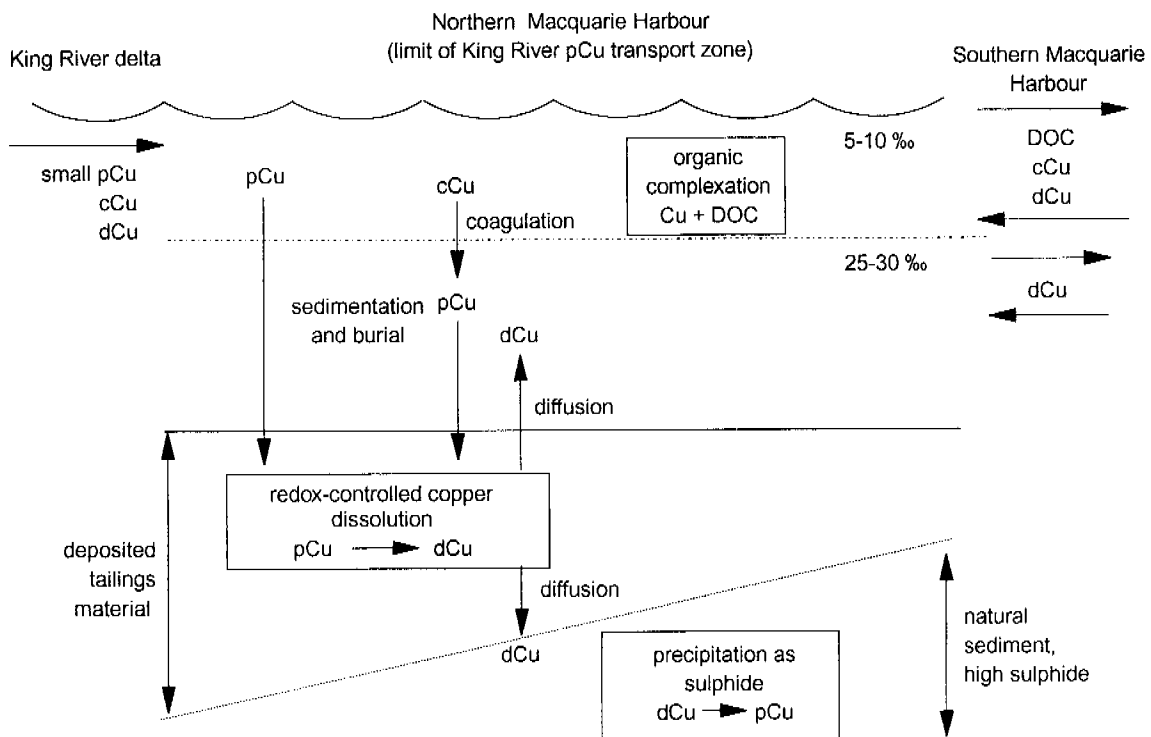 Northern Macquarie Harbour
(limit of King River pCu transport zone)
King River delta
Southern Macquarie
Harbour
small pCu
cCu
dCu
pCu
cCu
coagulation
organic
complexation
Cu + DOC
5-10 ‰
DOC
cCu
dCu
25-30 ‰
dCu
sedimentation
and burial
pCu
dCu
diffusion
redox-controlled copper
dissolution
pCu dCu
deposited
tailings
material
diffusion
dCu
precipitation as
sulphide
dCu pCu
natural
sediment,
high sulphide